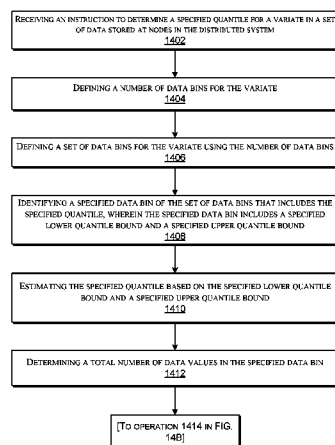 RECEIVING AN INSTRUCTION TO DETERMINE A SPECIFIED QUANTILE FOR A VARIATE IN A SET
OF DATA STORED AT NODES IN THE DISTRIBUTED SYSTEM
1402
DEFINING A NUMBER OF DATA BINS FOR THE VARIATE
1404
DEFINING A SET OF DATA BINS FOR THE VARIATE USING THE NUMBER OF DATA BINS
1406
IDENTIFYING A SPECIFIED DATA BIN OF THE SET OF DATA BINS THAT INCLUDES THE
SPECIFIED QUANTILE, WHEREIN THE SPECIFIED DATA BIN INCLUDES A SPECIFIED
LOWER QUANTILE BOUND AND A SPECIFIED UPPER QUANTILE BOUND
1408
ESTIMATING THE SPECIFIED QUANTILE BASED ON THE SPECIFIED LOWER QUANTILE
BOUND AND A SPECIFIED UPPER QUANTILE BOUND
1410
DETERMINING A TOTAL NUMBER OF DATA VALUES IN THE SPECIFIED DATA BIN
1412
[TO OPERATION 1414 IN FIG.
14B]